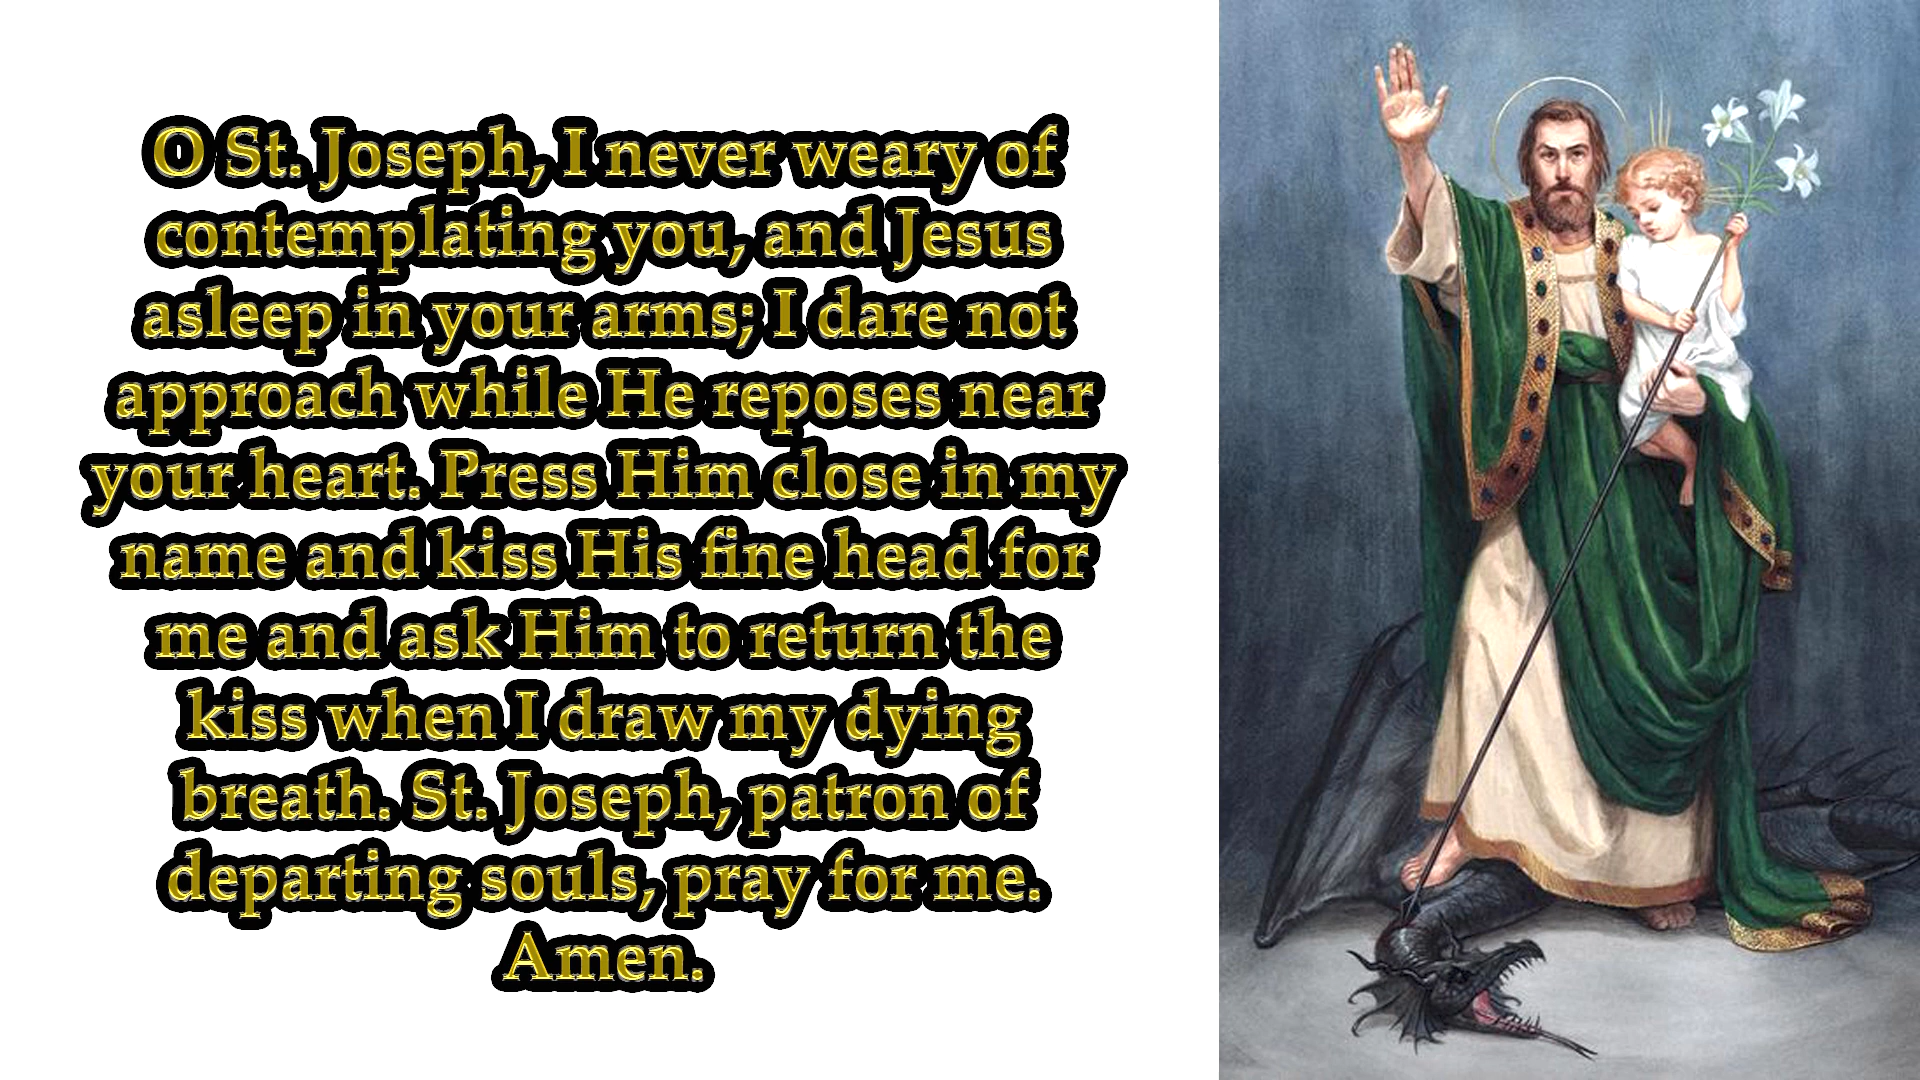 O St. Joseph, I never weary of
contemplating you, and Jesus
asleep in your arms; I dare not
approach while He reposes near
your heart. Press Him close in my
name and kiss His fine head for
me and ask Him to return the
kiss when I draw my dying
breath. St. Joseph, patron of
departing souls, pray for me.
Amen.